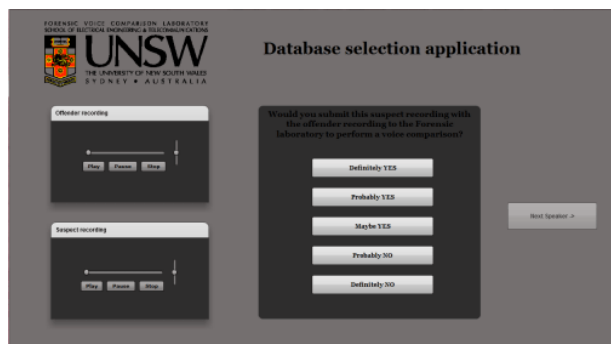 FORENSIC VOICE COMPARISON LABORATORY
SCHOOL OF ELECTRICAL ENGINEERING & TELECOMMUNICATIONS
UNSW
THE UNIVERSITY OF NEW SOUTH WALES
SYDNEY • AUSTRALIA
Database selection application
Offender recording
Play Pause Stop
Suspect recording
Play Pause Stop
Would you submit this suspect recording with
the offender recording to the Forensic
laboratory to perform a voice comparison?
Definitely YES
Probably YES
Maybe YES
Probably NO
Definitely NO
Next Speaker ->